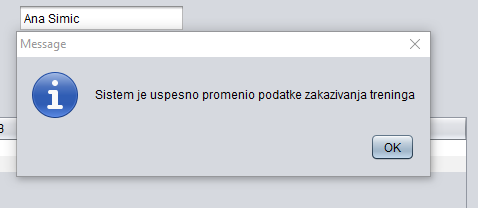 Ana Simic
Message
Sistem je uspesno promenio podatke zakazivanja treninga
OK